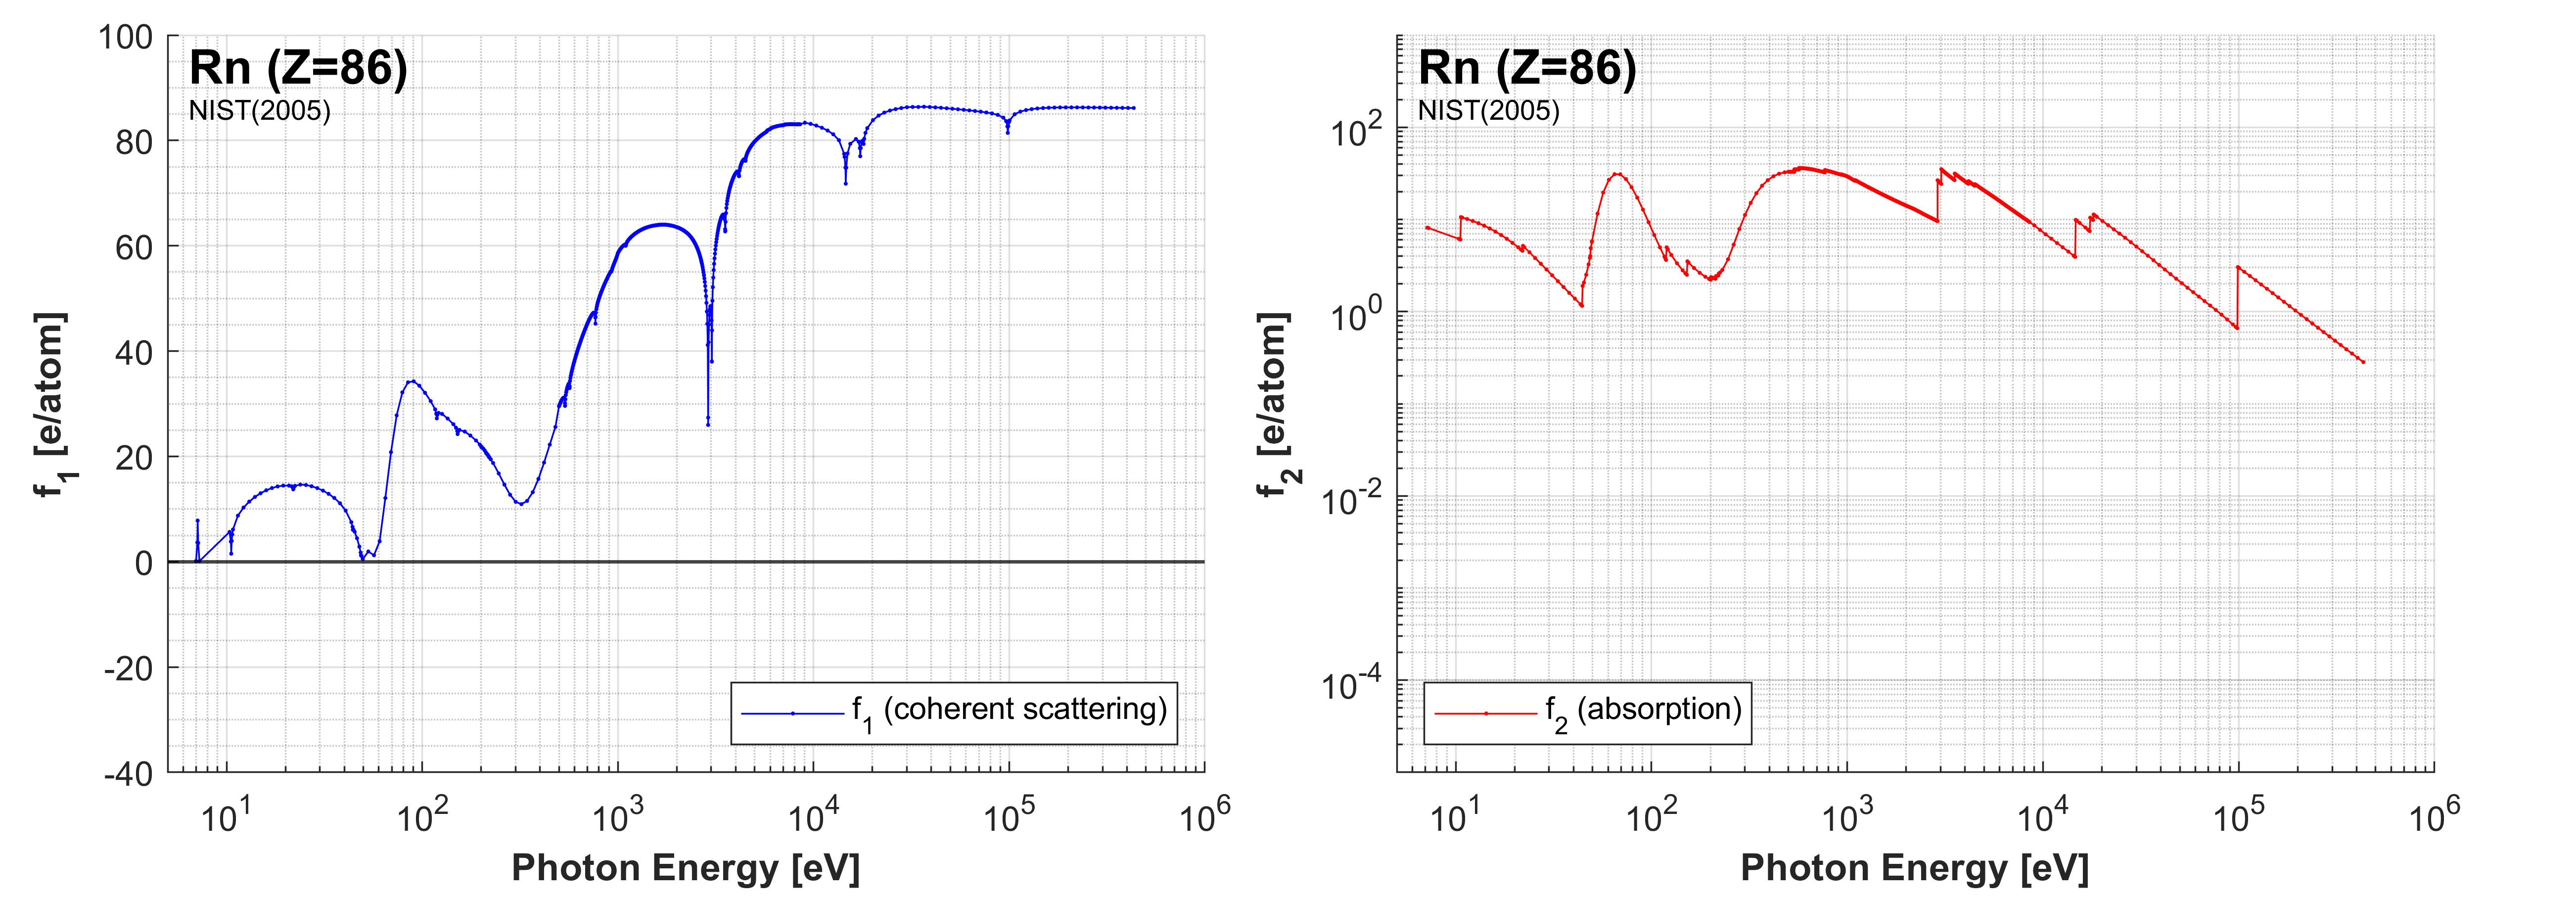 Rn (Z=86)
NIST(2005)
100
80
60
40
20
0
-20
-40
f1 [e/atom]
f1 (coherent scattering)
10^1
10^2
10^3
10^4
10^5
10^6
Photon Energy [eV]
Rn (Z=86)
NIST(2005)
10^2
10^0
10^-2
10^-4
f2 [e/atom]
f2 (absorption)
10^1
10^2
10^3
10^4
10^5
10^6
Photon Energy [eV]